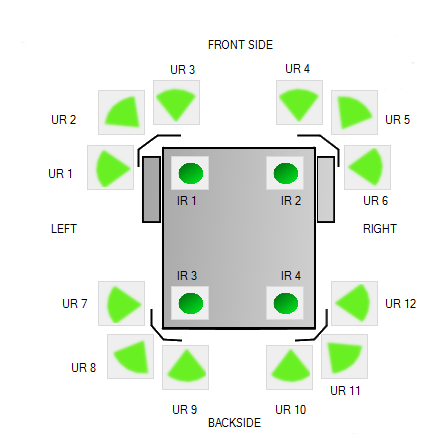 FRONT SIDE
UR 3
UR 4
UR 2
UR 5
UR 1
UR 6
IR 1
IR 2
LEFT
RIGHT
IR 3
IR 4
UR 7
UR 12
UR 8
UR 11
UR 9
UR 10
BACKSIDE